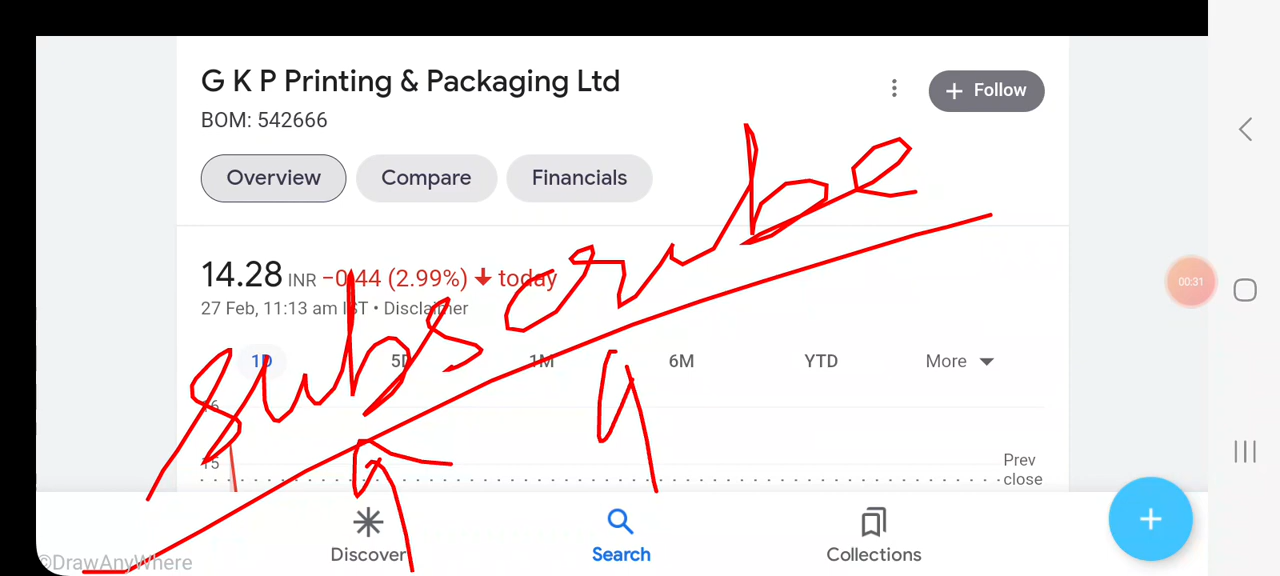 G K P Printing & Packaging Ltd
+ Follow
BOM: 542666
Overview Compare Financials
14.28 INR −0.44 (2.99%) ↓ today
27 Feb, 11:13 am IST • Disclaimer
1D 5D 1M 6M YTD More
16
15
Prev
close
00:31
Discover Search Collections
©DrawAnyWhere